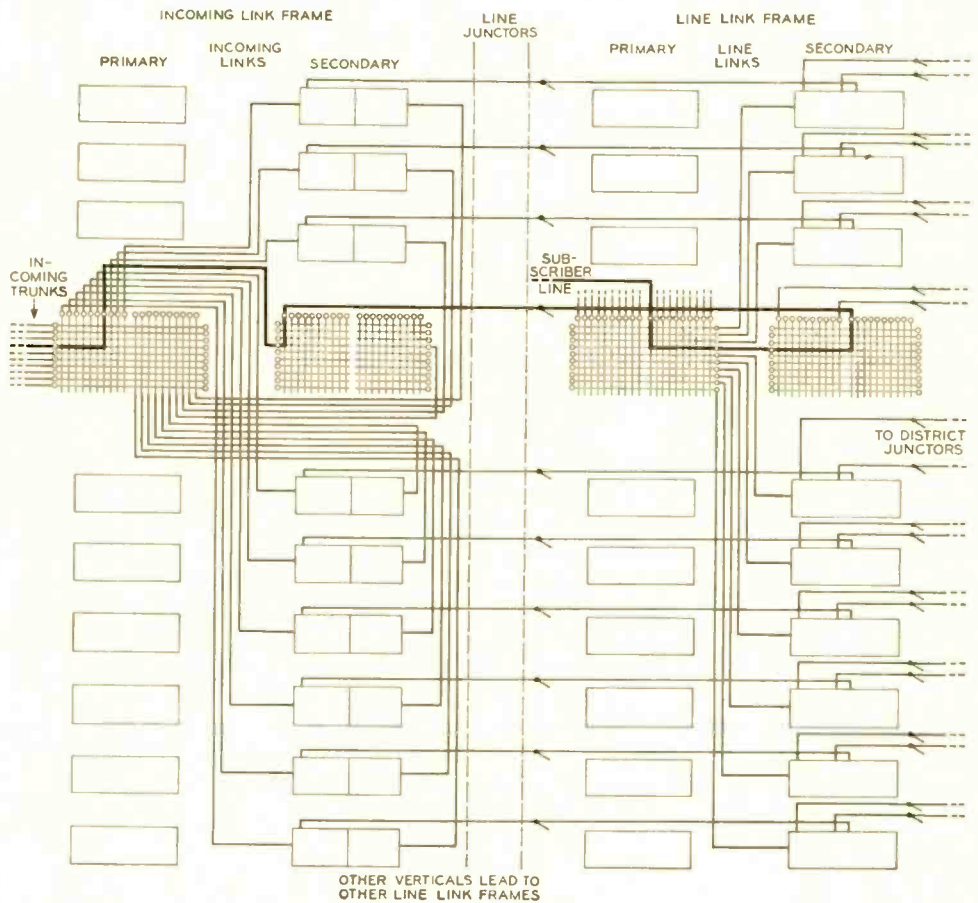 INCOMING LINK FRAME
LINE
JUNCTORS
LINE LINK FRAME
PRIMARY
INCOMING
LINKS
SECONDARY
PRIMARY
LINE
LINKS
SECONDARY
IN-
COMING
TRUNKS
SUB-
SCRIBER
LINE
TO DISTRICT
JUNCTORS
OTHER VERTICALS LEAD TO
OTHER LINE LINK FRAMES